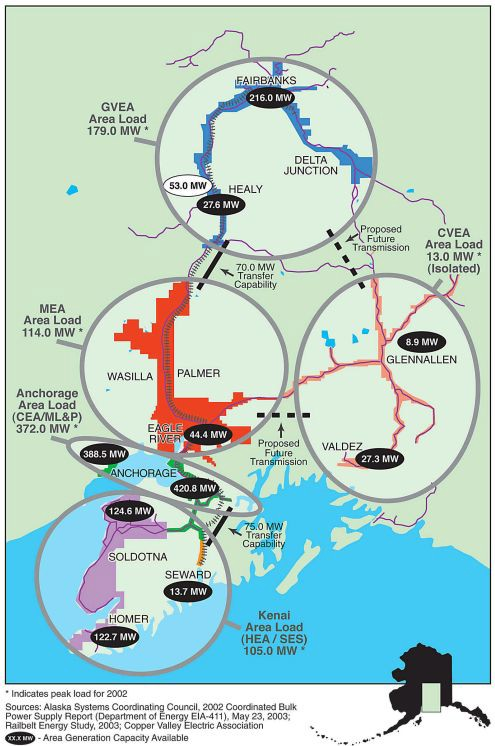 FAIRBANKS
216.0 MW
GVEA
Area Load
179.0 MW *
DELTA
JUNCTION
53.0 MW
HEALY
27.6 MW
Proposed
Future
Transmission
CVEA
Area Load
13.0 MW *
(Isolated)
70.0 MW
Transfer
Capability
MEA
Area Load
114.0 MW *
8.9 MW
GLENNALLEN
WASILLA
PALMER
Anchorage
Area Load
(CEA/ML&P)
372.0 MW *
EAGLE
RIVER
44.4 MW
Proposed
Future
Transmission
VALDEZ
27.3 MW
388.5 MW
ANCHORAGE
420.8 MW
124.6 MW
75.0 MW
Transfer
Capability
SOLDOTNA
SEWARD
13.7 MW
HOMER
122.7 MW
Kenai
Area Load
(HEA / SES)
105.0 MW *
* Indicates peak load for 2002
Sources: Alaska Systems Coordinating Council, 2002 Coordinated Bulk
Power Supply Report (Department of Energy EIA-411), May 23, 2003;
Railbelt Energy Study, 2003; Copper Valley Electric Association
XX.X MW - Area Generation Capacity Available